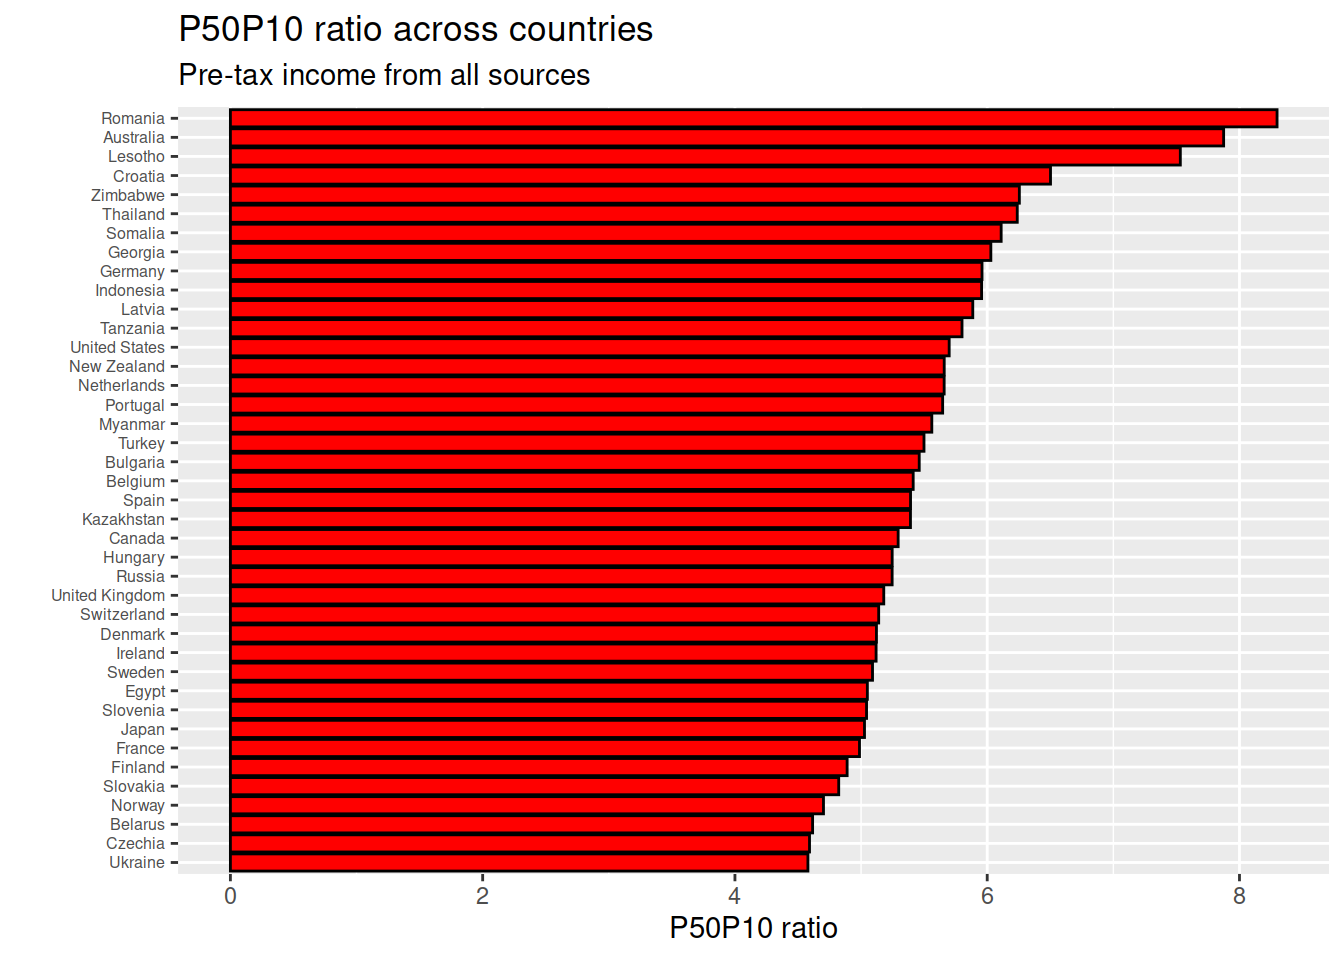 P50P10 ratio across countries
Pre-tax income from all sources
Romania
Australia
Lesotho
Croatia
Zimbabwe
Thailand
Somalia
Georgia
Germany
Indonesia
Latvia
Tanzania
United States
New Zealand
Netherlands
Portugal
Myanmar
Turkey
Bulgaria
Belgium
Spain
Kazakhstan
Canada
Hungary
Russia
United Kingdom
Switzerland
Denmark
Ireland
Sweden
Egypt
Slovenia
Japan
France
Finland
Slovakia
Norway
Belarus
Czechia
Ukraine
0 2 4 6 8
P50P10 ratio